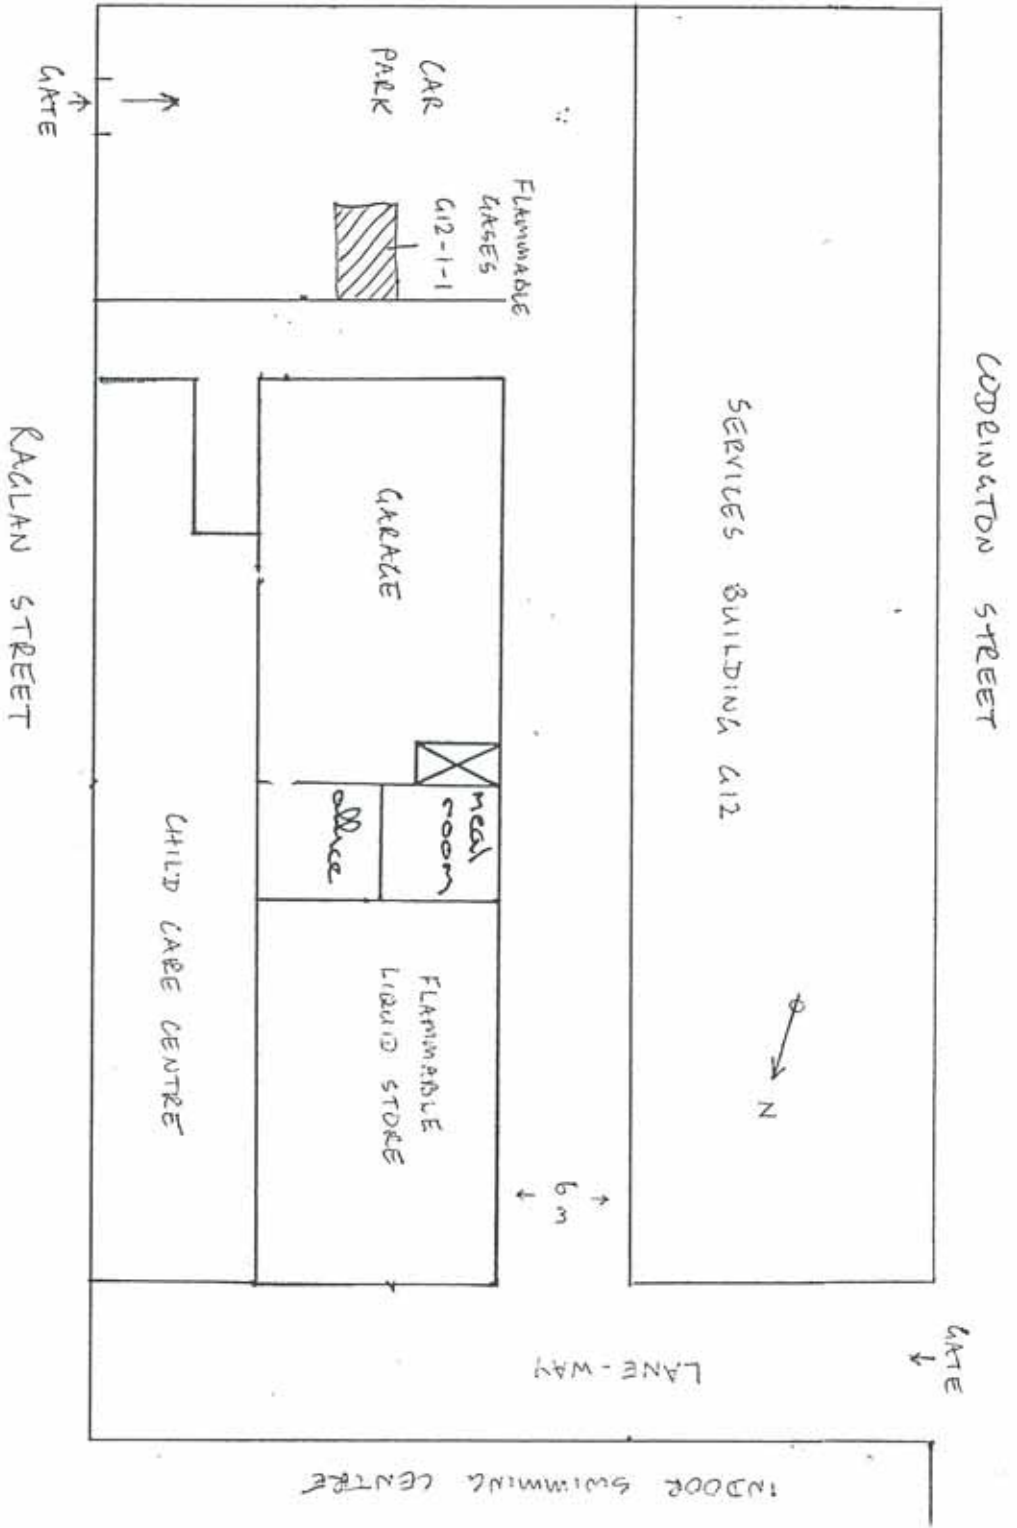 CODRINGTON STREET
GATE
SERVICES BUILDING G12
N
6 m
LANE-WAY
INDOOR SWIMMING CENTRE
FLAMMABLE
GASES
G12-1-1
CAR
PARK
GATE
GARAGE
meal
room
office
FLAMMABLE
LIQUID STORE
CHILD CARE CENTRE
RAGLAN STREET